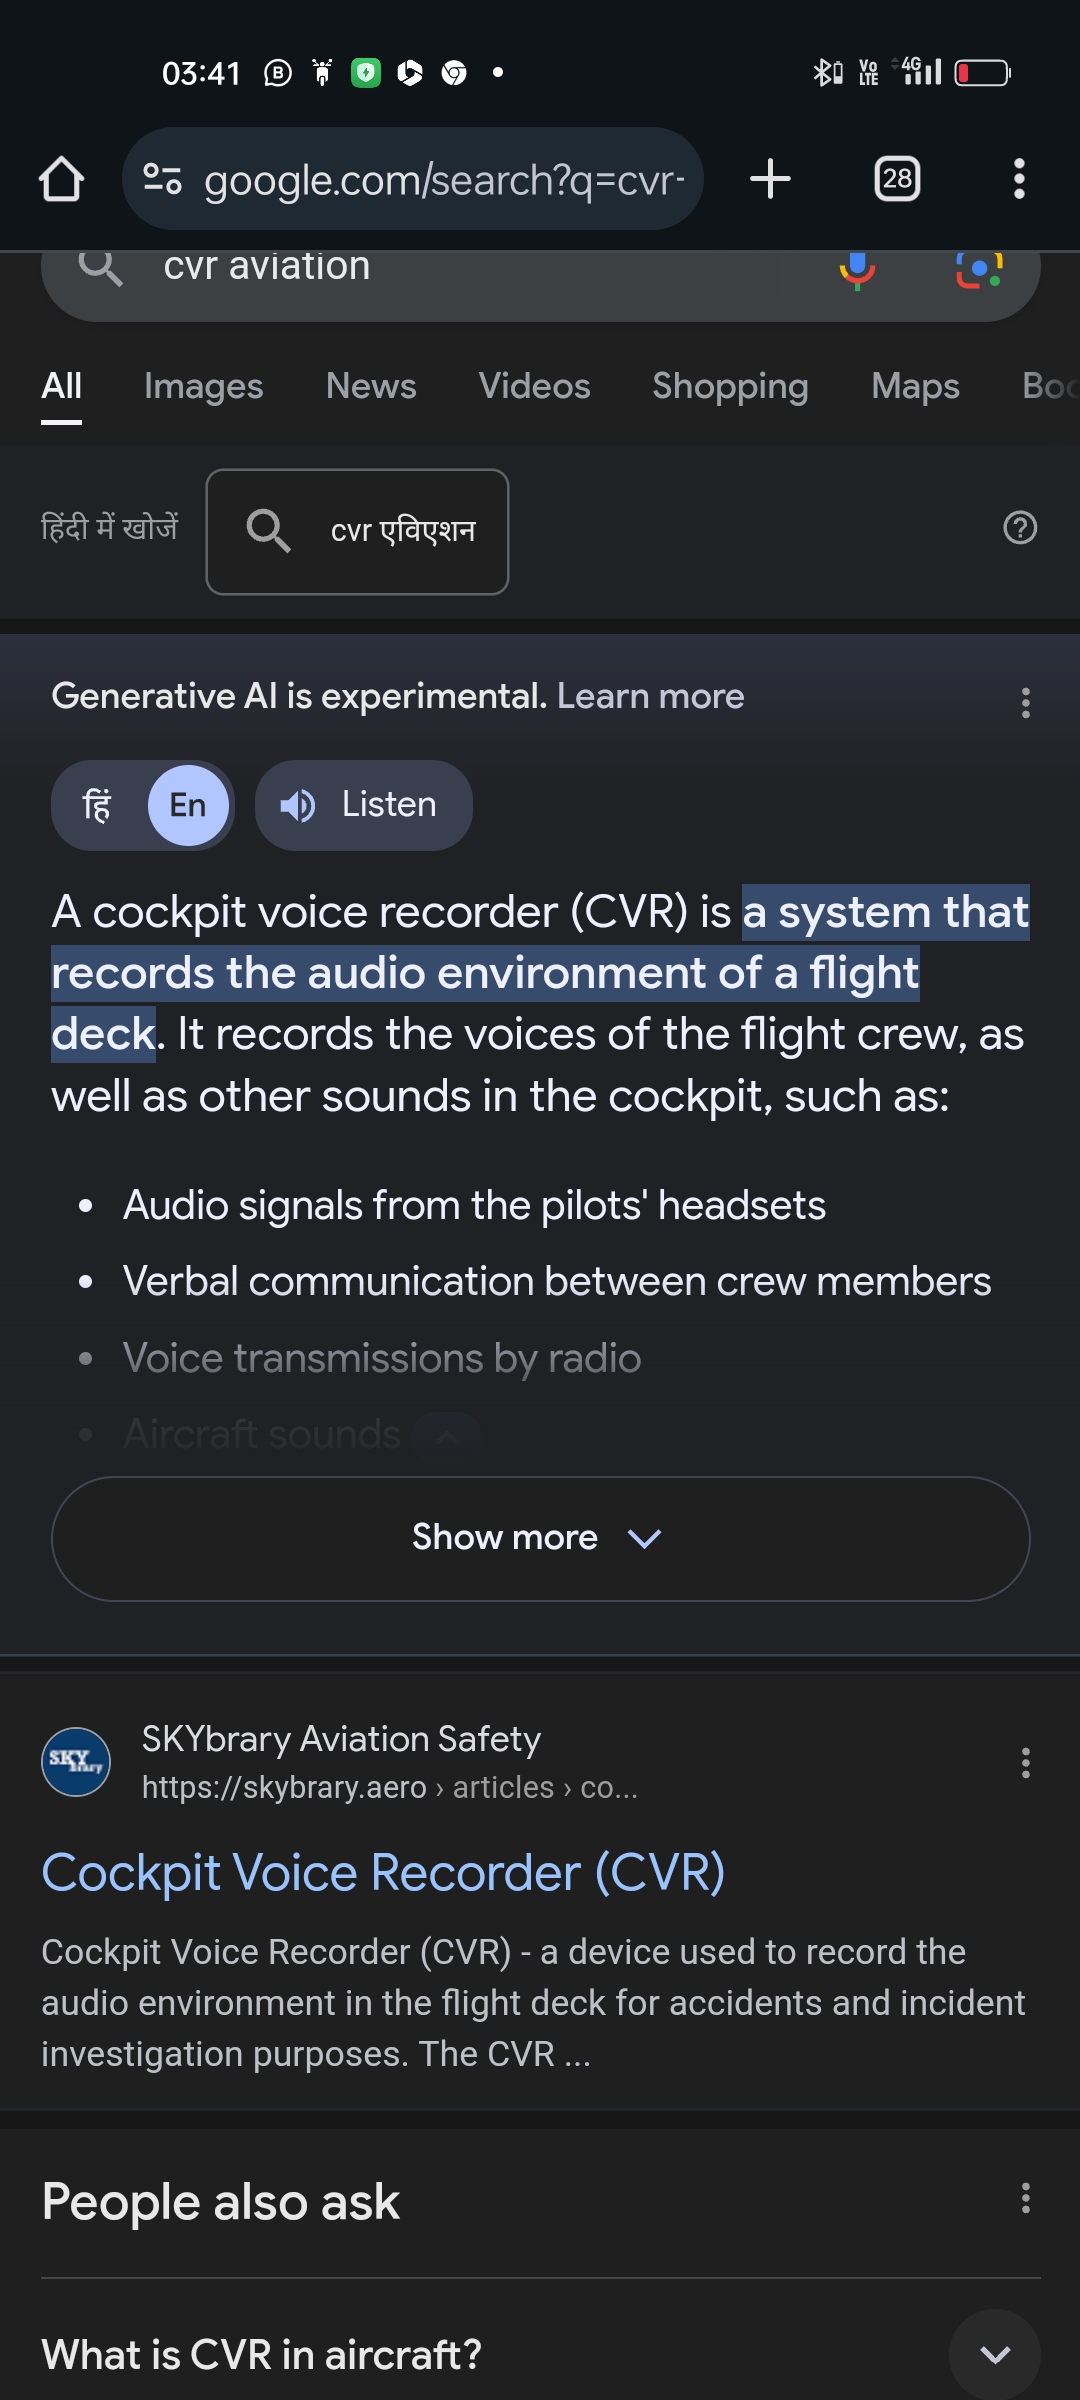 03:41
Vo
LTE
4G
google.com/search?q=cvr-
28
cvr aviation
All Images News Videos Shopping Maps Boo
हिंदी में खोजें cvr एविएशन
Generative AI is experimental. Learn more
हिं En Listen
A cockpit voice recorder (CVR) is a system that
records the audio environment of a flight
deck. It records the voices of the flight crew, as
well as other sounds in the cockpit, such as:
• Audio signals from the pilots' headsets
• Verbal communication between crew members
• Voice transmissions by radio
• Aircraft sounds
Show more
SKYbrary Aviation Safety
https://skybrary.aero › articles › co...
Cockpit Voice Recorder (CVR)
Cockpit Voice Recorder (CVR) - a device used to record the
audio environment in the flight deck for accidents and incident
investigation purposes. The CVR ...
People also ask
What is CVR in aircraft?